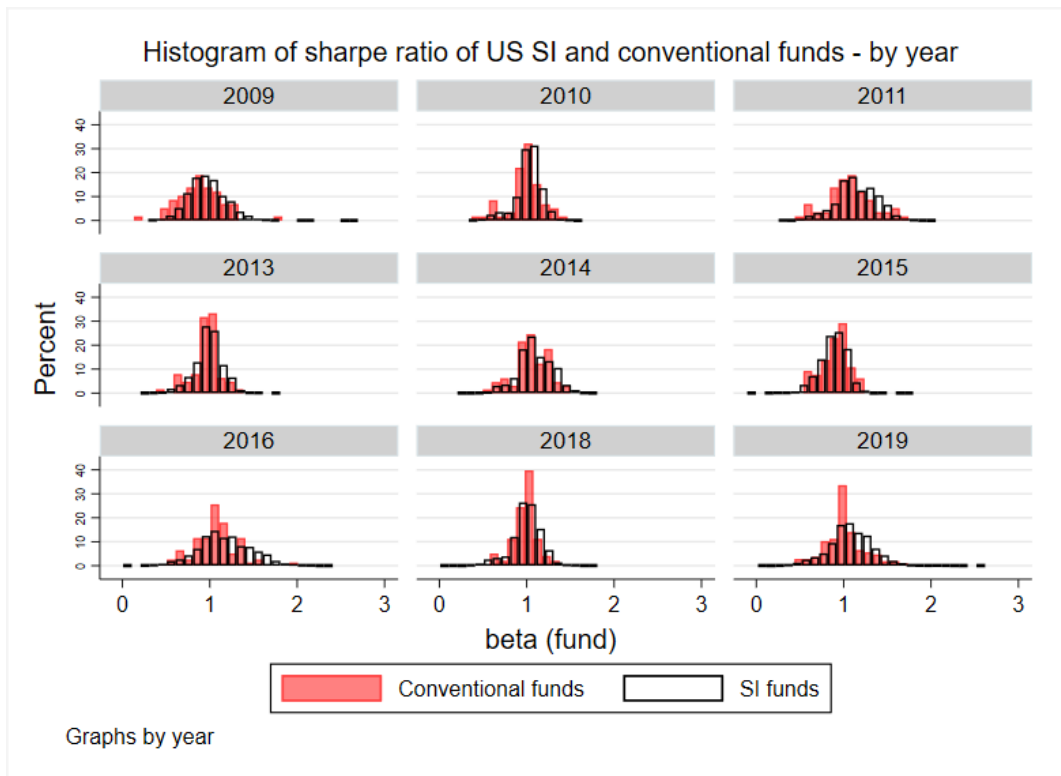 Histogram of sharpe ratio of US SI and conventional funds - by year
2009 2010 2011
40
30
20
10
0
2013 2014 2015
40
30
20
10
0
2016 2018 2019
40
30
20
10
0
0 1 2 3 0 1 2 3 0 1 2 3
Percent
beta (fund)
Conventional funds SI funds
Graphs by year